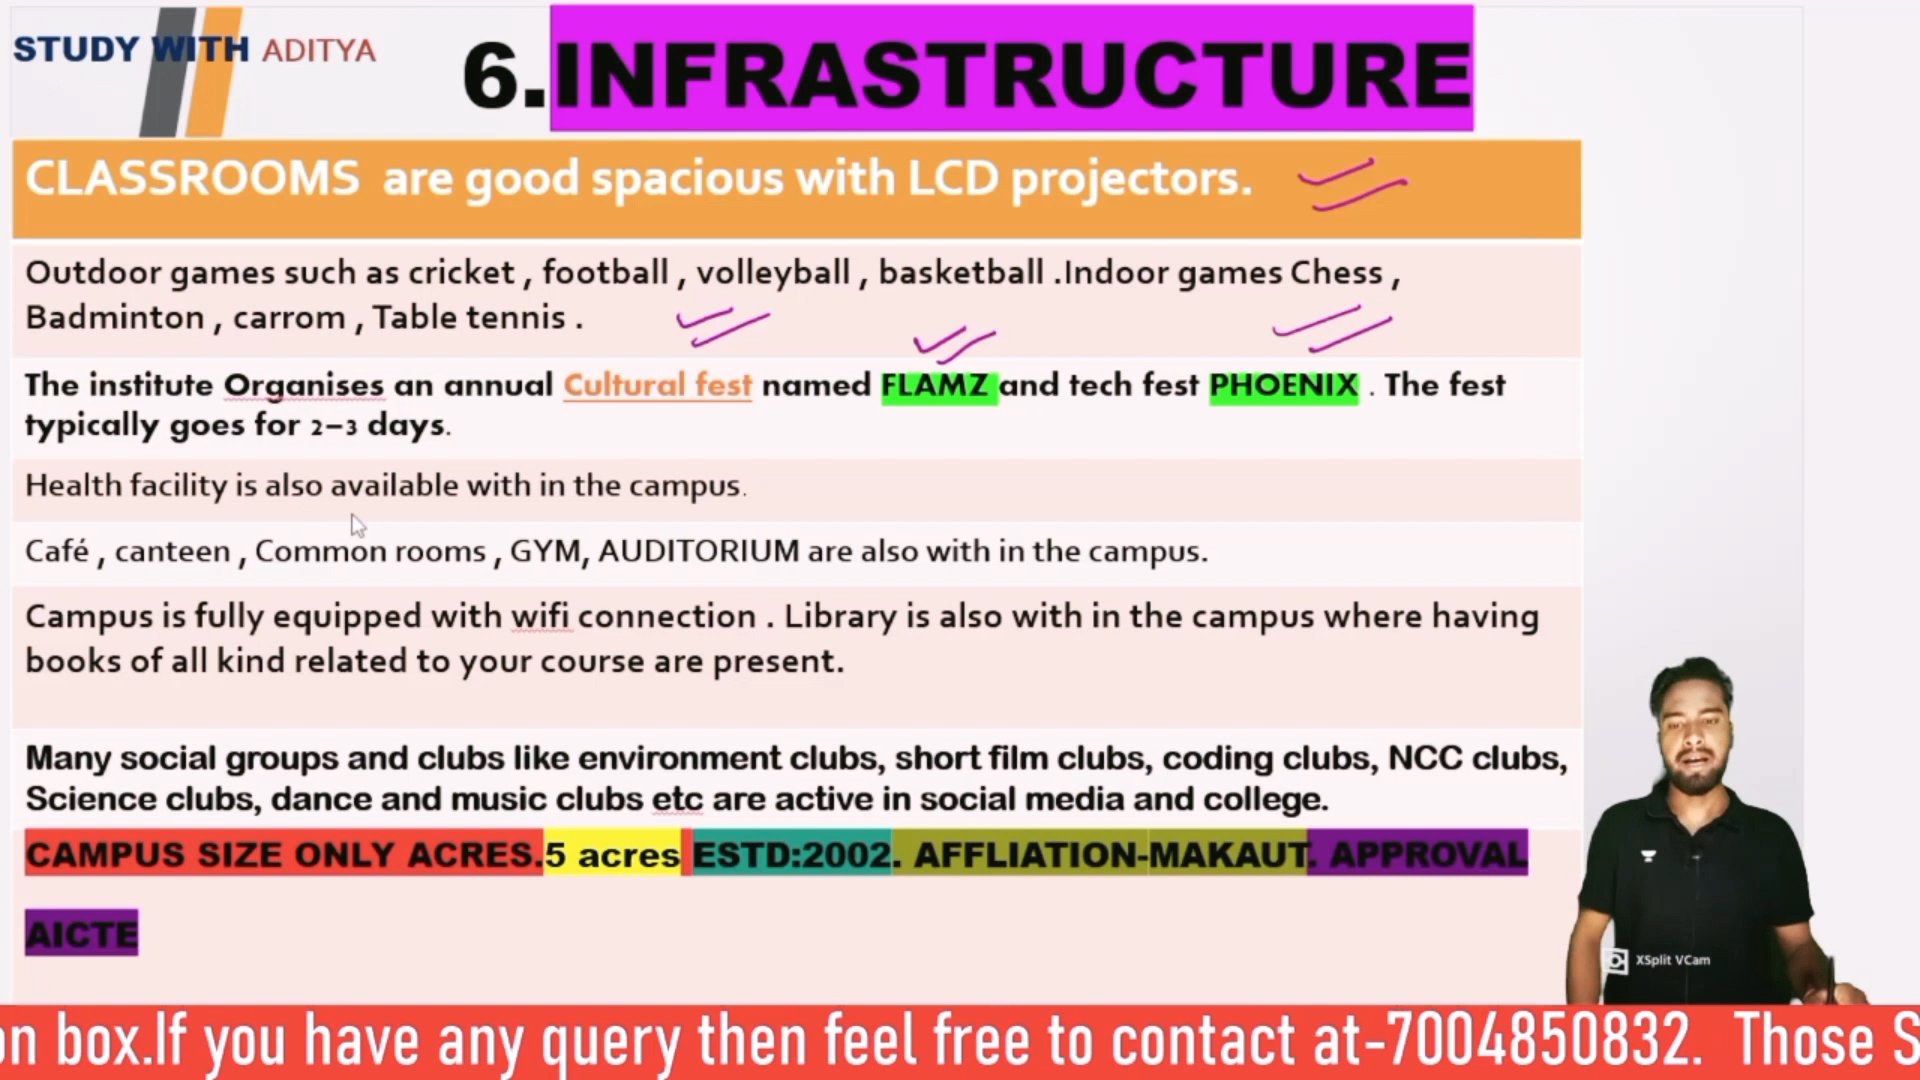 STUDY WITH ADITYA
6.INFRASTRUCTURE
CLASSROOMS are good spacious with LCD projectors.
Outdoor games such as cricket , football , volleyball , basketball .Indoor games Chess ,
Badminton , carrom , Table tennis .
The institute Organises an annual Cultural fest named FLAMZ and tech fest PHOENIX . The fest
typically goes for 2–3 days.
Health facility is also available with in the campus.
Café , canteen , Common rooms , GYM, AUDITORIUM are also with in the campus.
Campus is fully equipped with wifi connection . Library is also with in the campus where having
books of all kind related to your course are present.
Many social groups and clubs like environment clubs, short film clubs, coding clubs, NCC clubs,
Science clubs, dance and music clubs etc are active in social media and college.
CAMPUS SIZE ONLY ACRES.5 acres ESTD:2002. AFFLIATION-MAKAUT. APPROVAL
AICTE
XSplit VCam
on box.If you have any query then feel free to contact at-7004850832. Those S